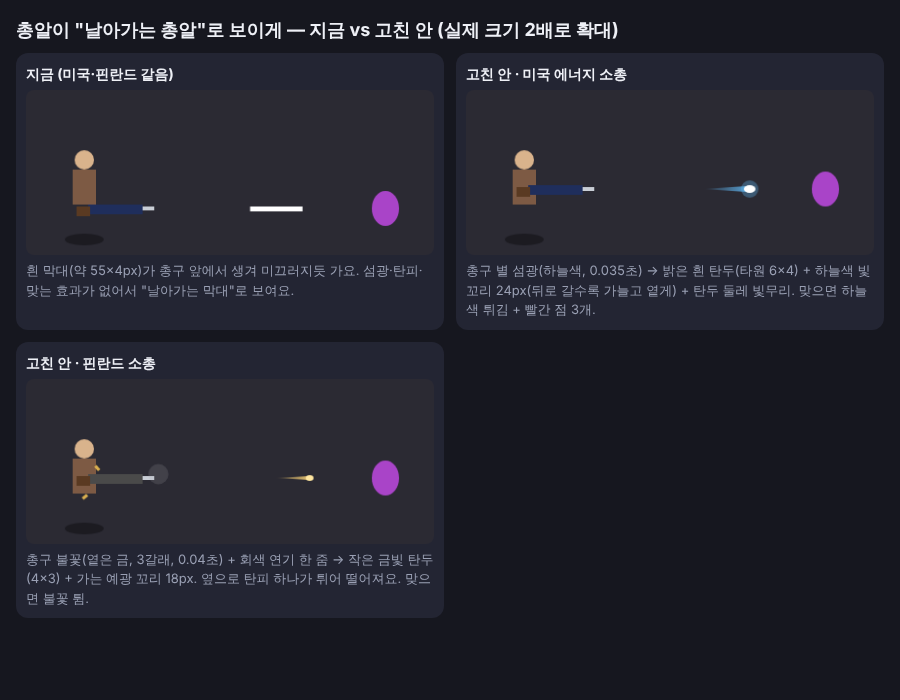 총알이 "날아가는 총알"로 보이게 — 지금 vs 고친 안 (실제 크기 2배로 확대)
지금 (미국·핀란드 같음)
흰 막대(약 55×4px)가 총구 앞에서 생겨 미끄러지듯 가요. 섬광·탄피·
맞는 효과가 없어서 "날아가는 막대"로 보여요.
고친 안 · 미국 에너지 소총
총구 별 섬광(하늘색, 0.035초) → 밝은 흰 탄두(타원 6×4) + 하늘색 빛
꼬리 24px(뒤로 갈수록 가늘고 옅게) + 탄두 둘레 빛무리. 맞으면 하늘
색 튀김 + 빨간 점 3개.
고친 안 · 핀란드 소총
총구 불꽃(옅은 금, 3갈래, 0.04초) + 회색 연기 한 줌 → 작은 금빛 탄두
(4×3) + 가는 예광 꼬리 18px. 옆으로 탄피 하나가 튀어 떨어져요. 맞으
면 불꽃 튐.